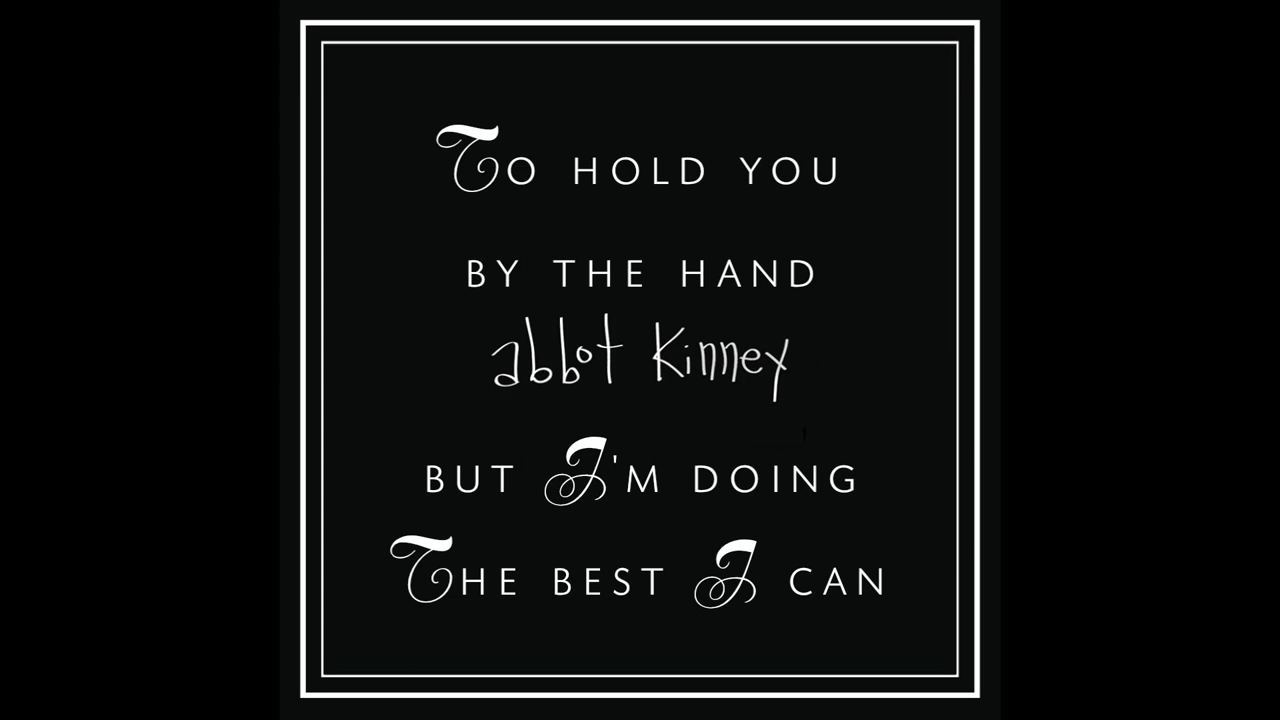 To HOLD YOU
BY THE HAND
abbot Kinney
BUT I'M DOING
THE BEST I CAN